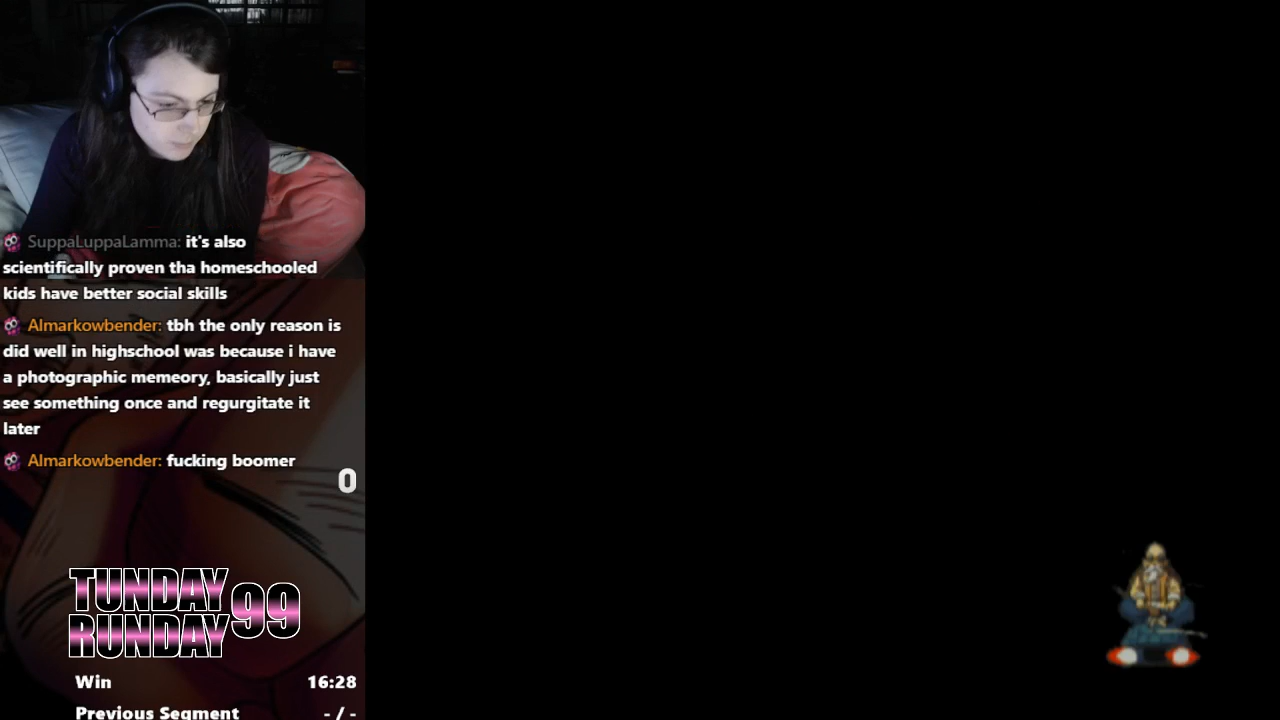 SuppaLuppaLamma: it's also
scientifically proven tha homeschooled
kids have better social skills
Almarkowbender: tbh the only reason is
did well in highschool was because i have
a photographic memeory, basically just
see something once and regurgitate it
later
Almarkowbender: fucking boomer
0
TUNDAY
RUNDAY 99
Win 16:28
Previous Segment - / -